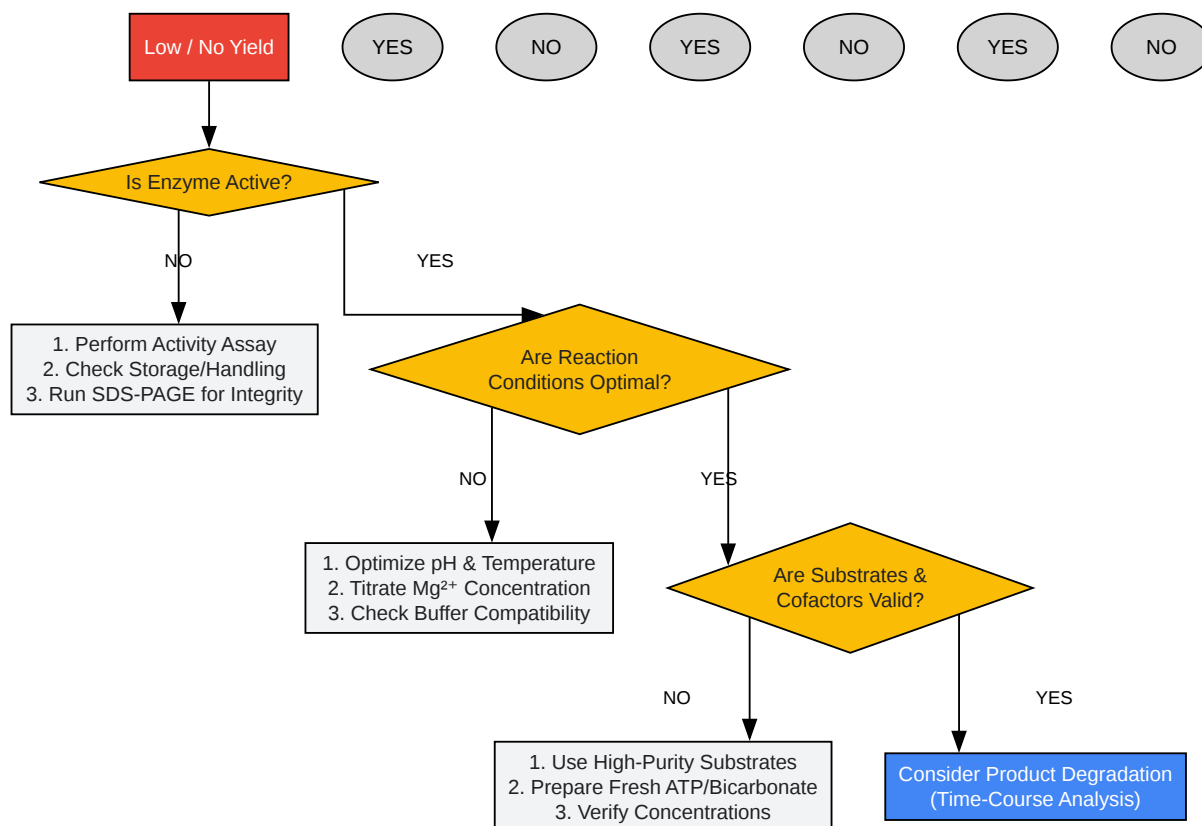 Low / No Yield
YES
NO
YES
NO
YES
NO
Is Enzyme Active?
NO
YES
1. Perform Activity Assay
2. Check Storage/Handling
3. Run SDS-PAGE for Integrity
Are Reaction
Conditions Optimal?
NO
YES
1. Optimize pH & Temperature
2. Titrate Mg²⁺ Concentration
3. Check Buffer Compatibility
Are Substrates &
Cofactors Valid?
NO
YES
1. Use High-Purity Substrates
2. Prepare Fresh ATP/Bicarbonate
3. Verify Concentrations
Consider Product Degradation
(Time-Course Analysis)